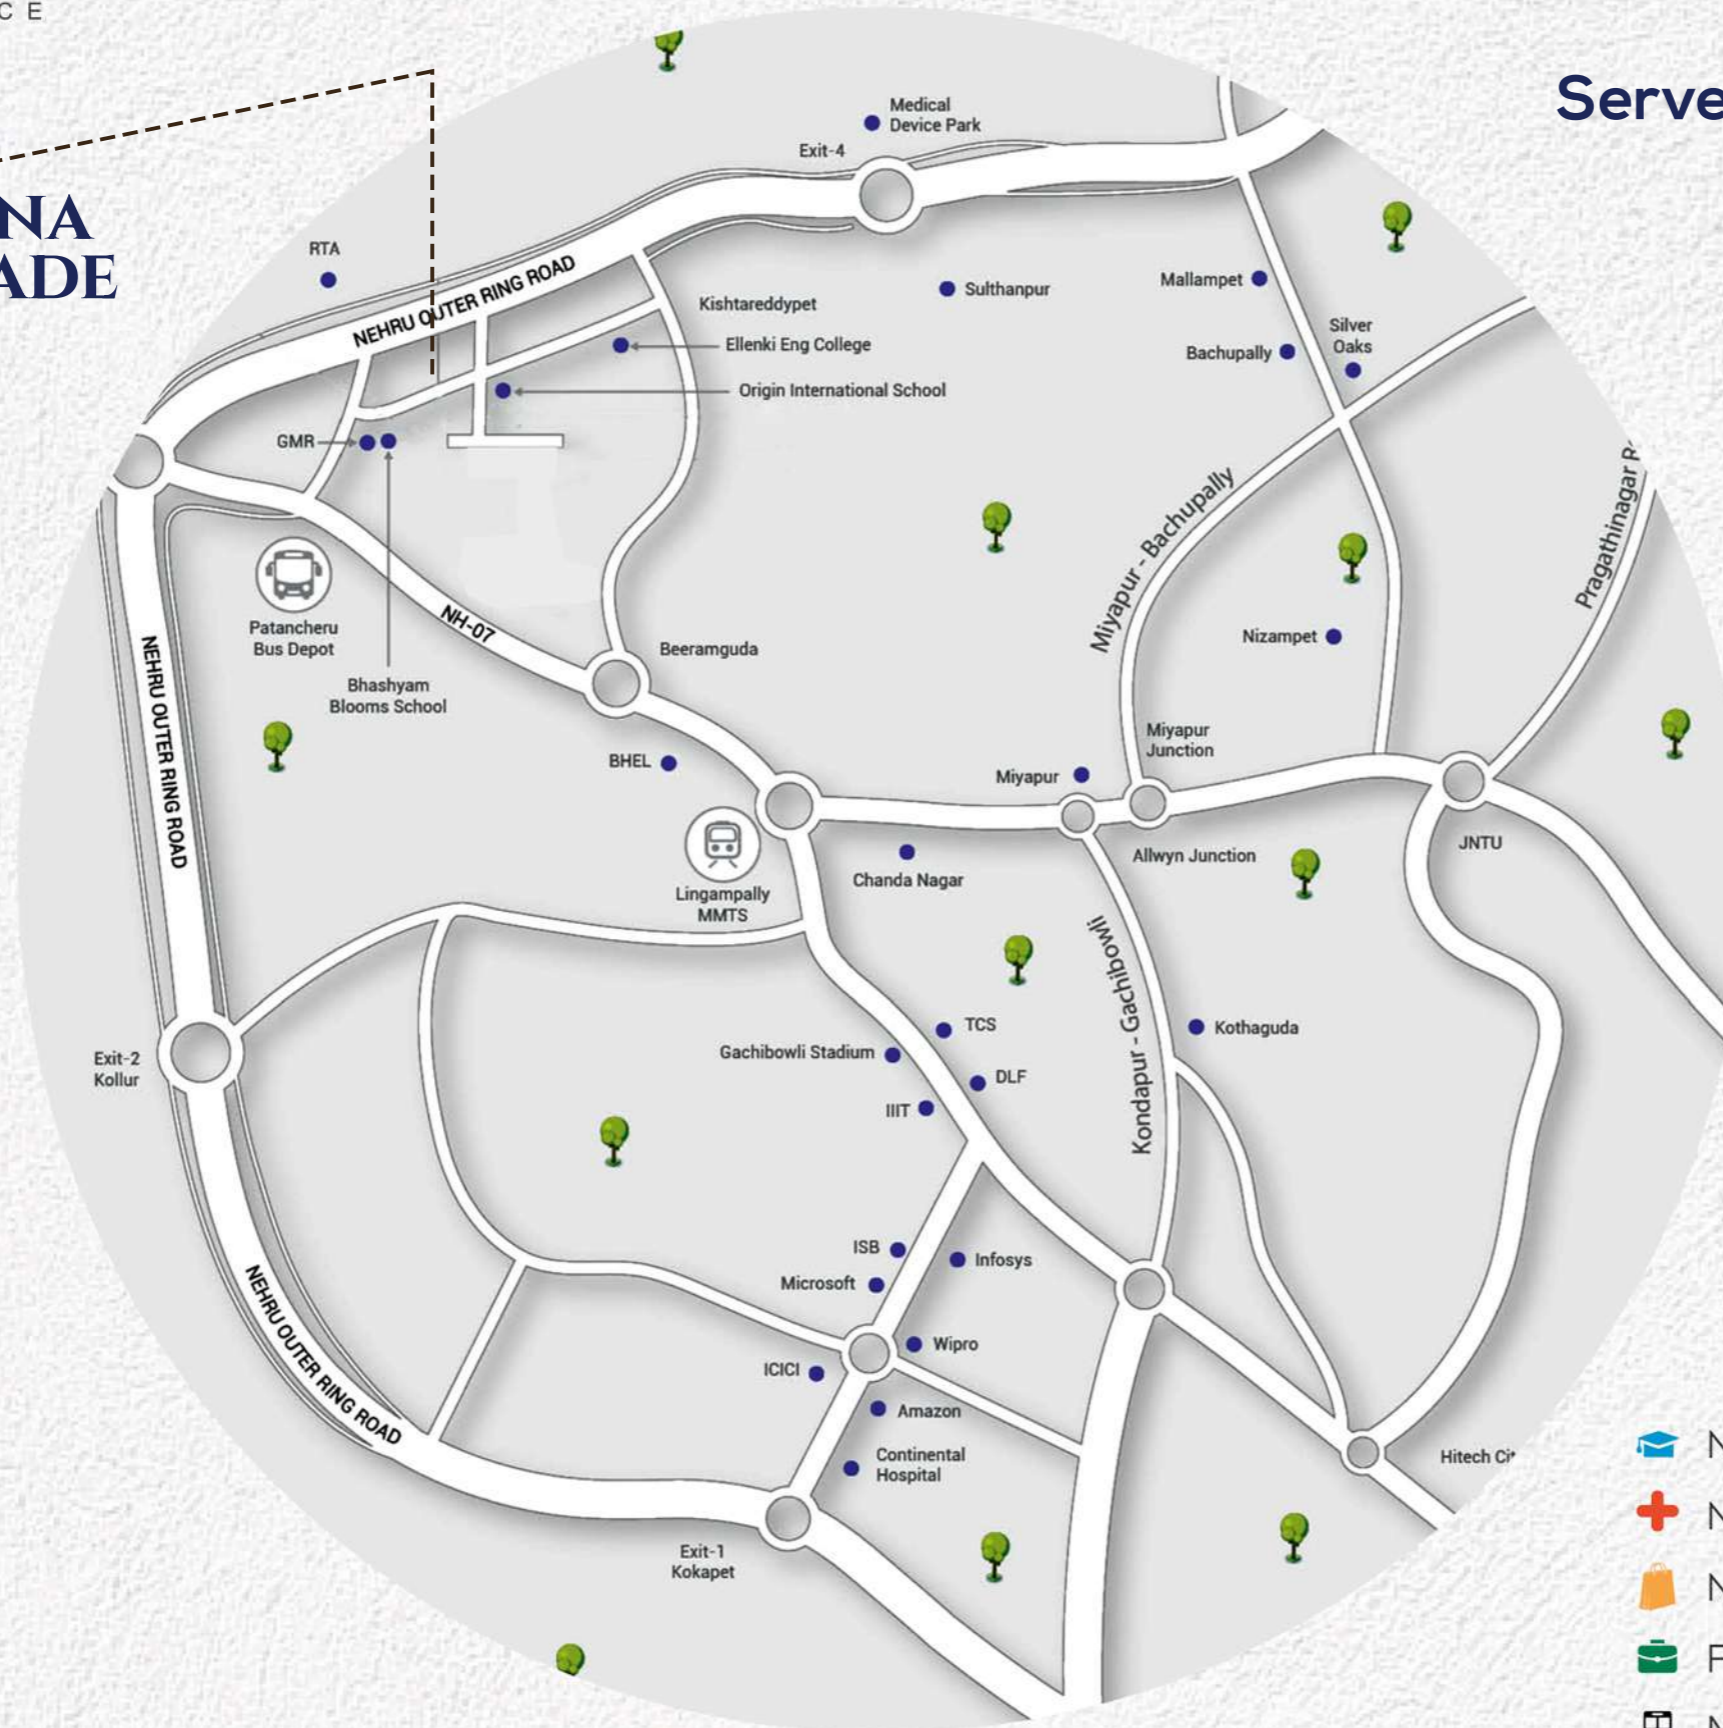 C E
NA
ADE
Serve
Medical
Device Park
Exit-4
RTA
NEHRU OUTER RING ROAD
Kishtareddypet
Sulthanpur
Mallampet
Silver
Oaks
Ellenki Eng College
Bachupally
Origin International School
GMR
Miyapur - Bachupally
Pragathinagar R
Patancheru
Bus Depot
NH-07
Nizampet
Beeramguda
Bhashyam
Blooms School
NEHRU OUTER RING ROAD
Miyapur
Junction
BHEL
Miyapur
JNTU
Allwyn Junction
Chanda Nagar
Lingampally
MMTS
Kondapur - Gachibowli
TCS
Kothaguda
Gachibowli Stadium
Exit-2
Kollur
DLF
IIIT
ISB
Infosys
Microsoft
NEHRU OUTER RING ROAD
Wipro
ICICI
Amazon
Continental
Hospital
Hitech Cit
Exit-1
Kokapet
N
N
N